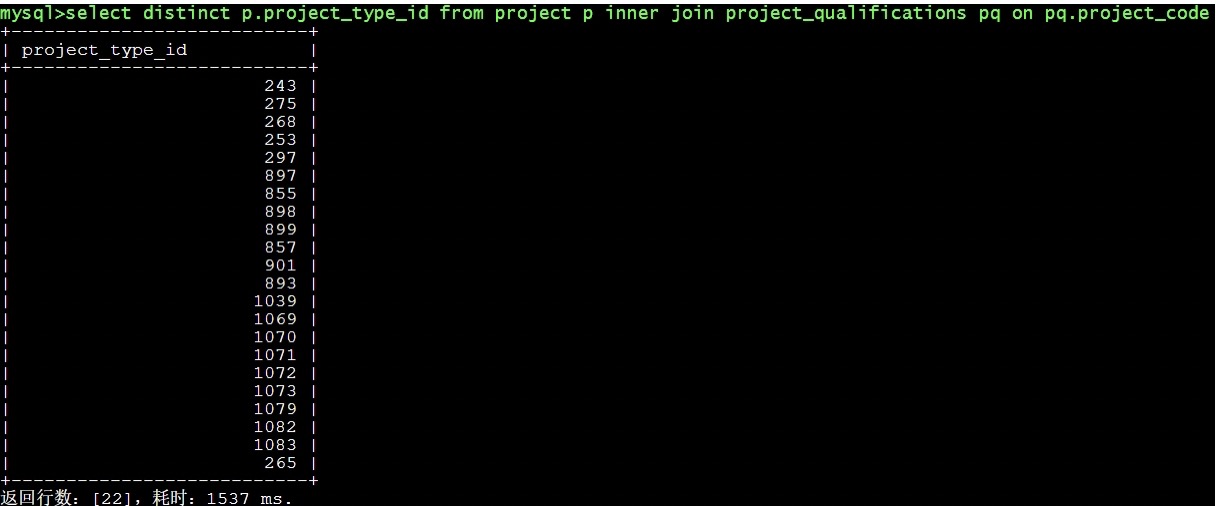 mysql>select distinct p.project_type_id from project p inner join project_qualifications pq on pq.project_code
+---------------------------+
| project_type_id           |
+---------------------------+
|                       243 |
|                       275 |
|                       268 |
|                       253 |
|                       297 |
|                       897 |
|                       855 |
|                       898 |
|                       899 |
|                       857 |
|                       901 |
|                       893 |
|                      1039 |
|                      1069 |
|                      1070 |
|                      1071 |
|                      1072 |
|                      1073 |
|                      1079 |
|                      1082 |
|                      1083 |
|                       265 |
+---------------------------+
返回行数：[22]，耗时：1537 ms.